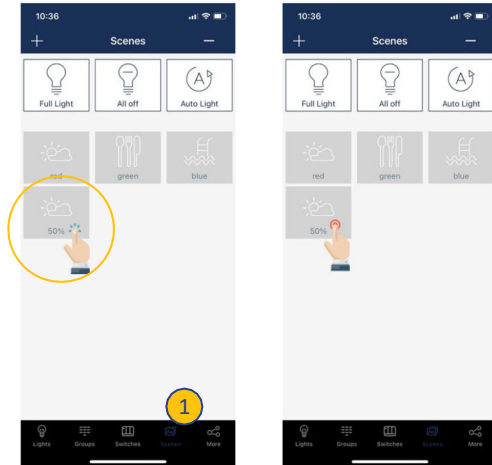 10:36
+ Scenes −
Full Light All off Auto Light
red green blue
50%
1
Lights Groups Switches Scenes More
10:36
+ Scenes −
Full Light All off Auto Light
red green blue
50%
Lights Groups Switches Scenes More